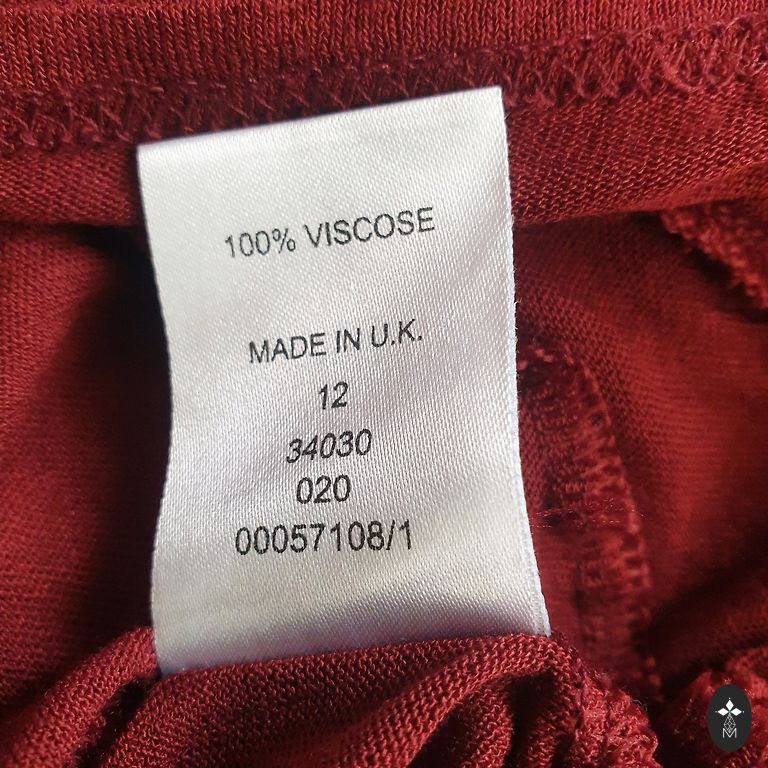 100% VISCOSE
MADE IN U.K.
12
34030
020
00057108/1
M